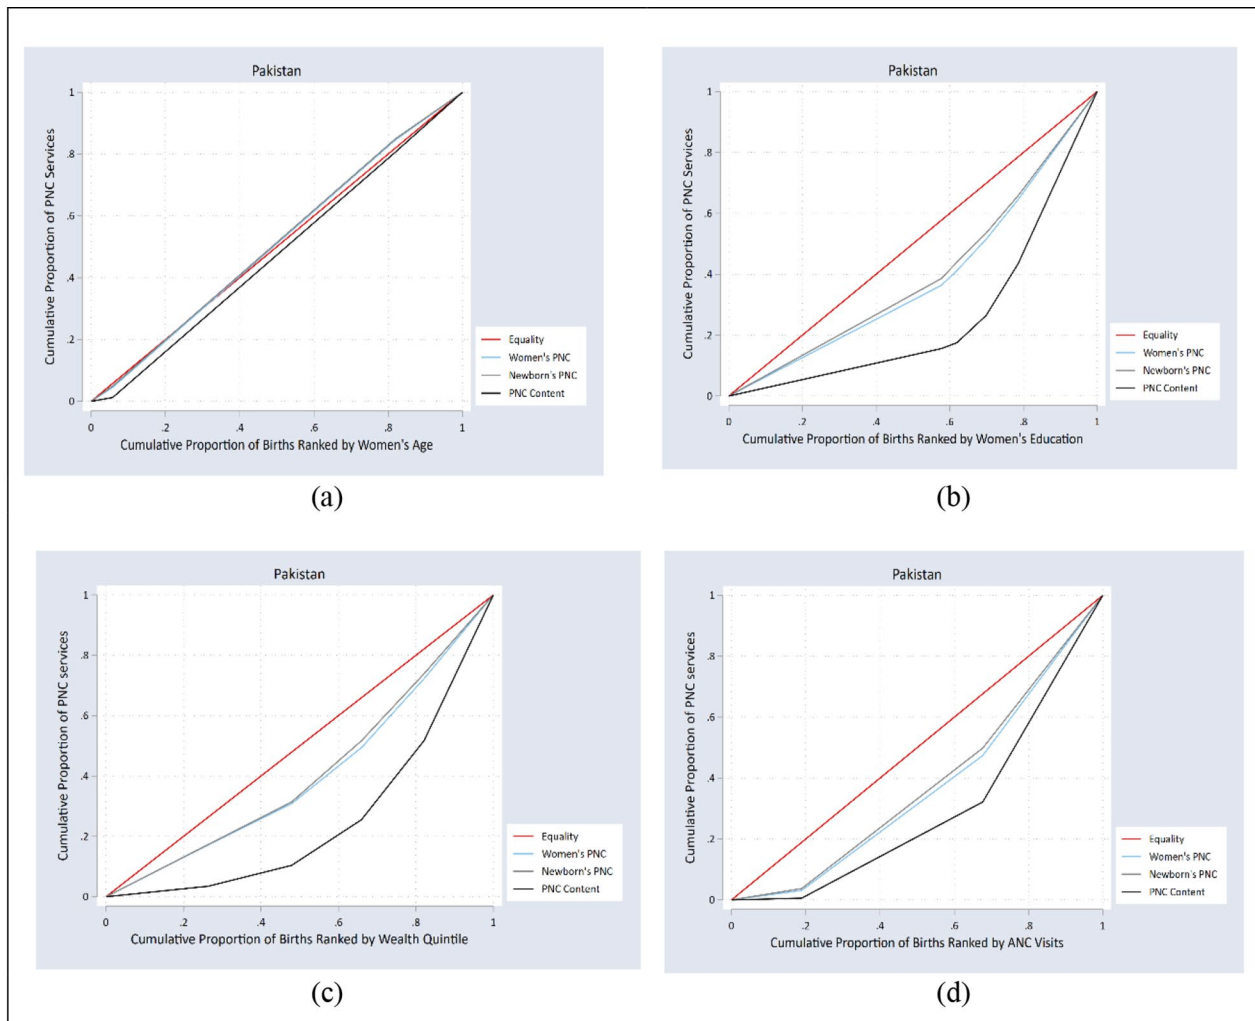 Pakistan
Cumulative Proportion of PNC Services
1
.8
.6
.4
.2
0
0 .2 .4 .6 .8 1
Cumulative Proportion of Births Ranked by Women's Age
Equality
Women's PNC
Newborn's PNC
PNC Content
(a)
Pakistan
Cumulative Proportion of PNC Services
1
.8
.6
.4
.2
0
0 .2 .4 .6 .8 1
Cumulative Proportion of Births Ranked by Women's Education
Equality
Women's PNC
Newborn's PNC
PNC Content
(b)
Pakistan
Cumulative Proportion of PNC services
1
.8
.6
.4
.2
0
0 .2 .4 .6 .8 1
Cumulative Proportion of Births Ranked by Wealth Quintile
Equality
Women's PNC
Newborn's PNC
PNC Content
(c)
Pakistan
Cumulative Proportion of PNC services
1
.8
.6
.4
.2
0
0 .2 .4 .6 .8 1
Cumulative Proportion of Births Ranked by ANC Visits
Equality
Women's PNC
Newborn's PNC
PNC Content
(d)